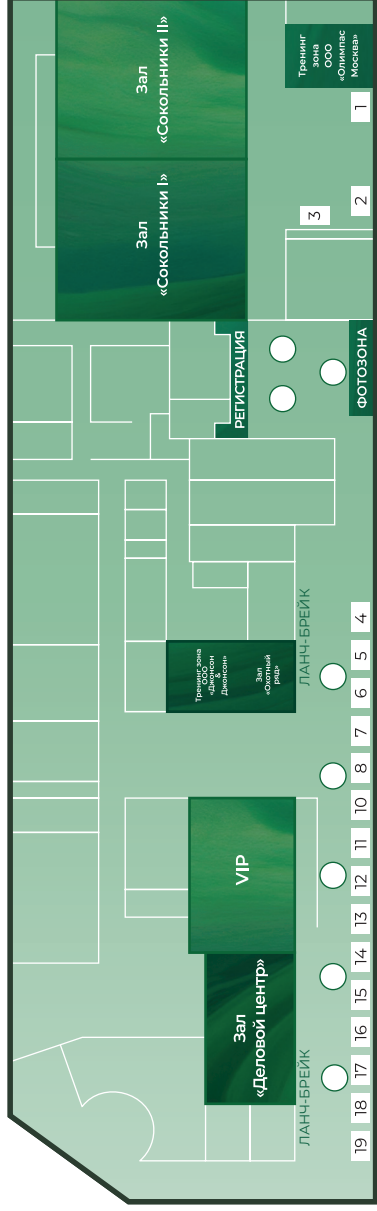 Зал
«Сокольники II»
Зал
«Сокольники I»
Тренинг
зона
ООО
«Олимпас
Москва»
1
2
3
РЕГИСТРАЦИЯ
ФОТОЗОНА
ЛАНЧ-БРЕЙК
Тренинг зона
ООО
«Джонсон
&
Джонсон»
Зал
«Охотный
ряд»
4
5
6
7
8
10
11
12
13
14
15
16
17
18
19
VIP
Зал
«Деловой центр»
ЛАНЧ-БРЕЙК